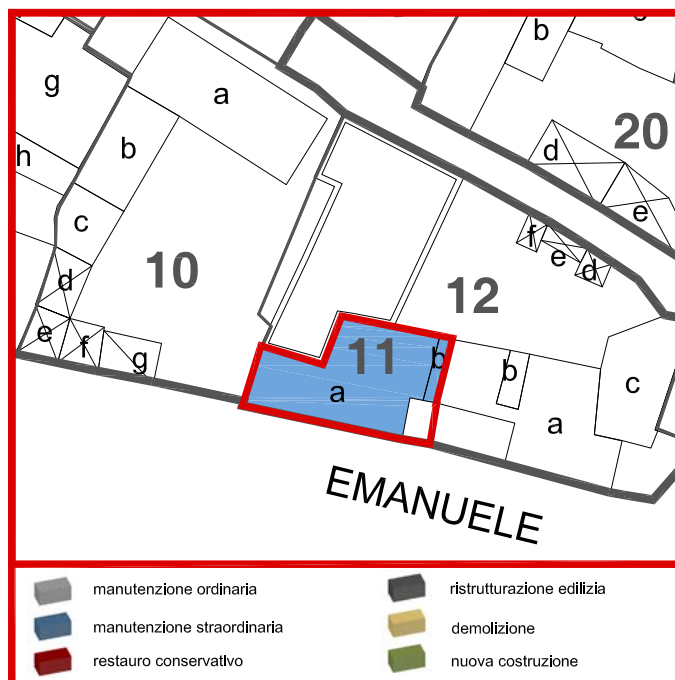 b
g
a
20
b
d
h
e
c
f
e
d
10
12
d
e
f
g
11
b
a
b
c
a
EMANUELE
manutenzione ordinaria
ristrutturazione edilizia
manutenzione straordinaria
demolizione
restauro conservativo
nuova costruzione